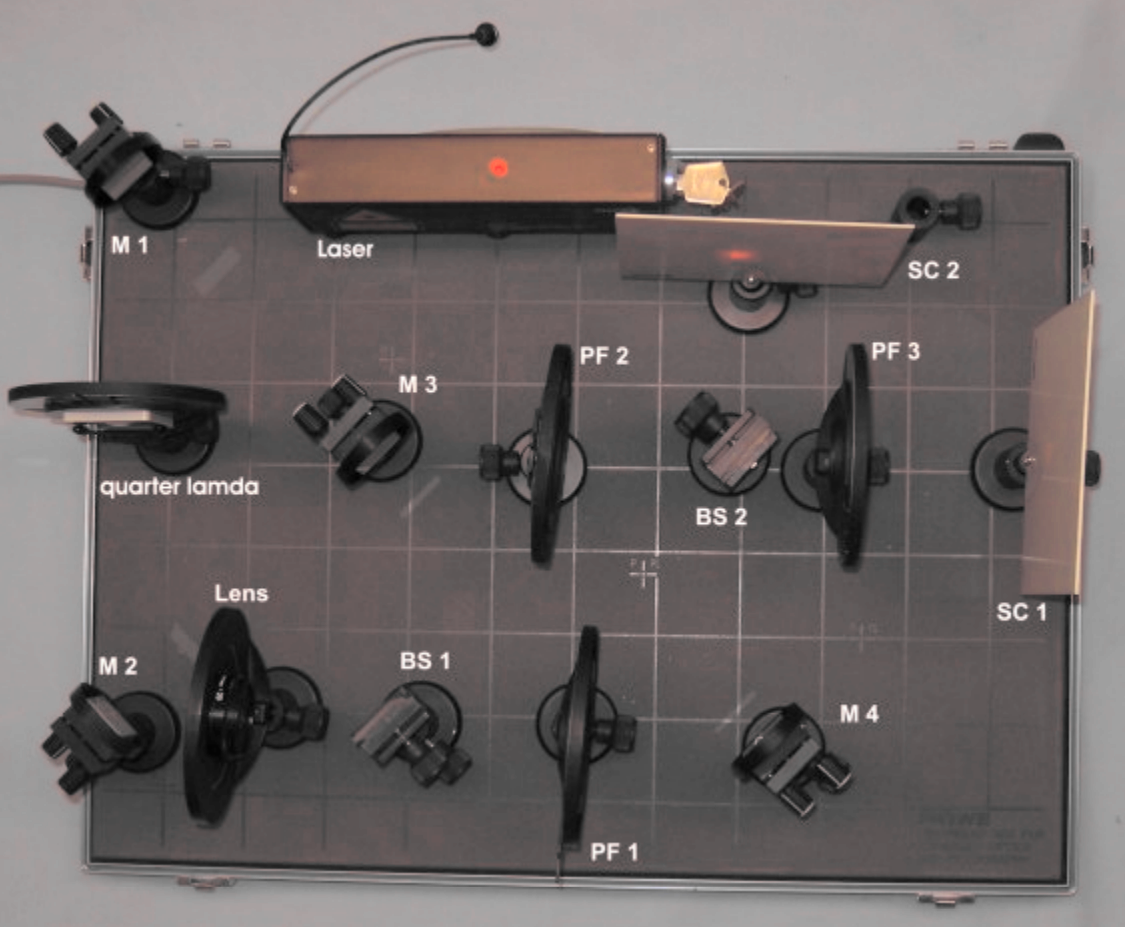 M 1
Laser
SC 2
PF 2
PF 3
M 3
quarter lamda
BS 2
Lens
SC 1
M 2
BS 1
M 4
PF 1